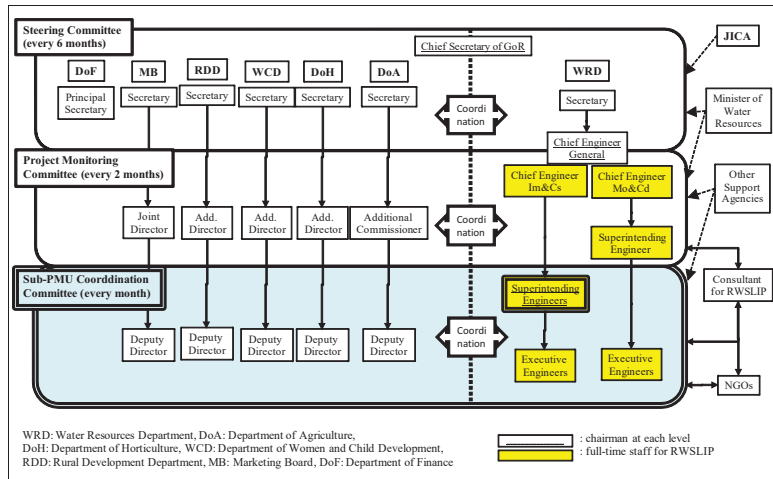 Steering Committee
(every 6 months)
Chief Secretary of GoR
JICA
DoF
MB
RDD
WCD
DoH
DoA
WRD
Principal
Secretary
Secretary
Secretary
Secretary
Secretary
Secretary
Coordi
nation
Secretary
Minister of
Water
Resources
Chief Engineer
General
Project Monitoring
Committee (every 2 months)
Chief Engineer
Im&Cs
Chief Engineer
Mo&Cd
Other
Support
Agencies
Joint
Director
Add.
Director
Add.
Director
Add.
Director
Additional
Commissioner
Coordi
nation
Superintending
Engineer
Sub-PMU Coorddination
Committee (every month)
Superintending
Engineers
Consultant
for RWSLIP
Deputy
Director
Deputy
Director
Deputy
Director
Deputy
Director
Deputy
Director
Coordi
nation
Executive
Engineers
Executive
Engineers
NGOs
WRD: Water Resources Department, DoA: Department of Agriculture,
DoH: Department of Horticulture, WCD: Department of Women and Child Development,
RDD: Rural Development Department, MB: Marketing Board, DoF: Department of Finance
: chairman at each level
: full-time staff for RWSLIP